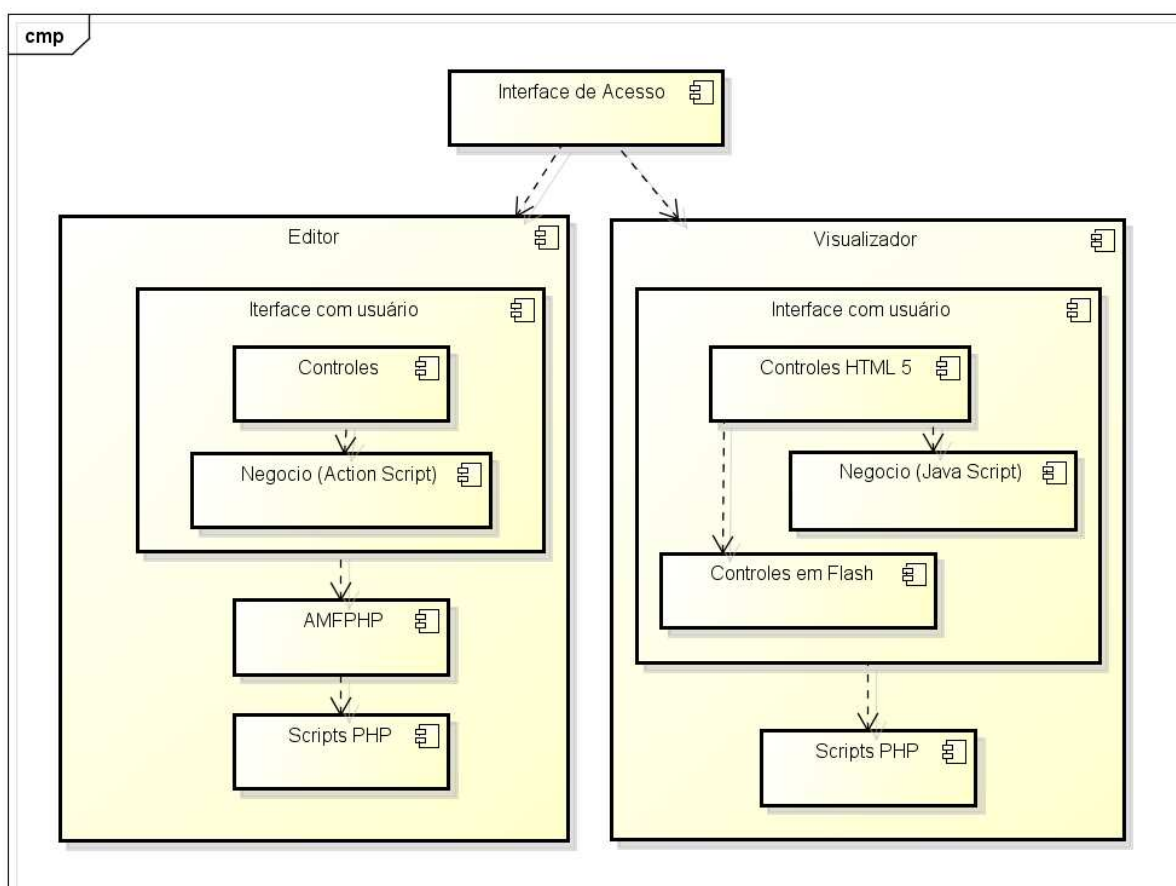 cmp
Interface de Acesso
Editor
Iterface com usuário
Controles
Negocio (Action Script)
AMFPHP
Scripts PHP
Visualizador
Interface com usuário
Controles HTML 5
Negocio (Java Script)
Controles em Flash
Scripts PHP